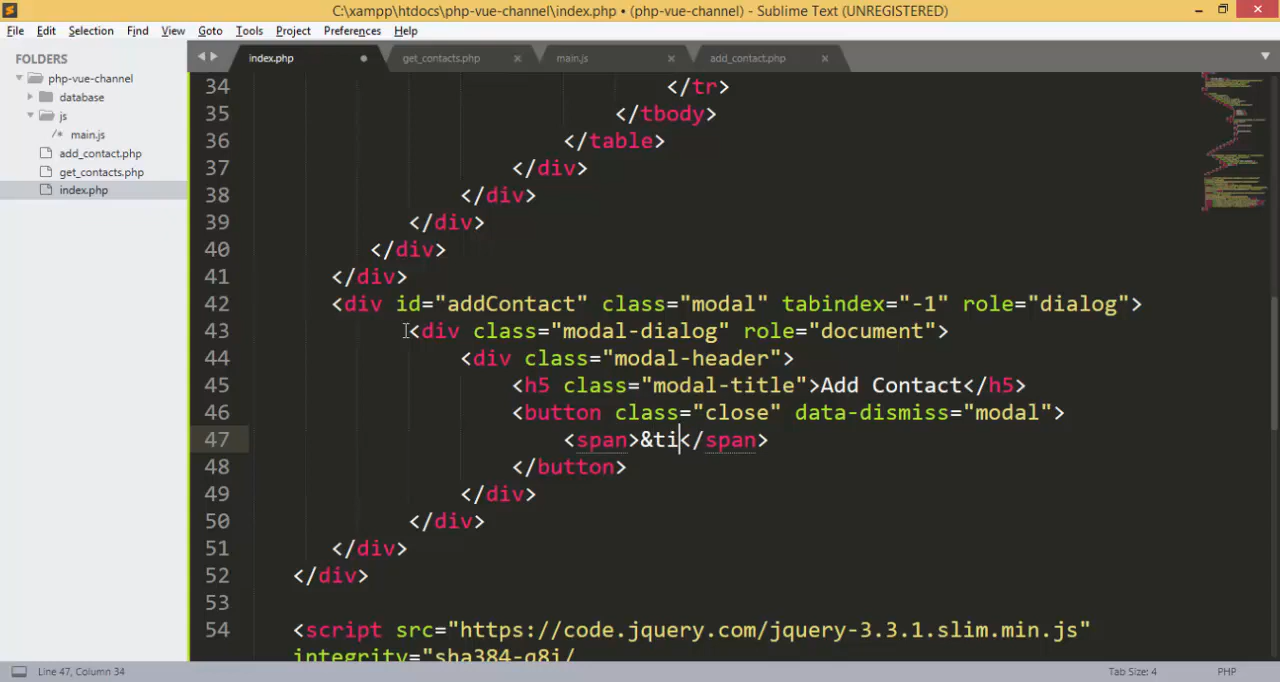 C:\xampp\htdocs\php-vue-channel\index.php • (php-vue-channel) - Sublime Text (UNREGISTERED)
File Edit Selection Find View Goto Tools Project Preferences Help
FOLDERS
php-vue-channel
database
js
/* main.js
add_contact.php
get_contacts.php
index.php
index.php get_contacts.php main.js add_contact.php
34 </tr>
35 </tbody>
36 </table>
37 </div>
38 </div>
39 </div>
40 </div>
41 </div>
42 <div id="addContact" class="modal" tabindex="-1" role="dialog">
43 <div class="modal-dialog" role="document">
44 <div class="modal-header">
45 <h5 class="modal-title">Add Contact</h5>
46 <button class="close" data-dismiss="modal">
47 <span>&ti</span>
48 </button>
49 </div>
50 </div>
51 </div>
52 </div>
53
54 <script src="https://code.jquery.com/jquery-3.3.1.slim.min.js"
integrity="sha384-q8i/
Line 47, Column 34 Tab Size: 4 PHP